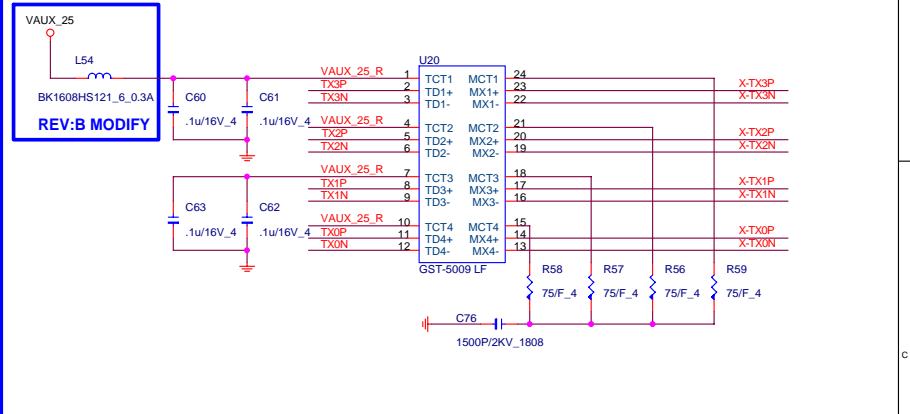 VAUX_25
L54
BK1608HS121_6_0.3A
REV:B MODIFY
C60
.1u/16V_4
C61
.1u/16V_4
C63
.1u/16V_4
C62
.1u/16V_4
VAUX_25_R
TX3P
TX3N
VAUX_25_R
TX2P
TX2N
VAUX_25_R
TX1P
TX1N
VAUX_25_R
TX0P
TX0N
U20
1 TCT1 MCT1 24
2 TD1+ MX1+ 23
3 TD1- MX1- 22
4 TCT2 MCT2 21
5 TD2+ MX2+ 20
6 TD2- MX2- 19
7 TCT3 MCT3 18
8 TD3+ MX3+ 17
9 TD3- MX3- 16
10 TCT4 MCT4 15
11 TD4+ MX4+ 14
12 TD4- MX4- 13
GST-5009 LF
X-TX3P
X-TX3N
X-TX2P
X-TX2N
X-TX1P
X-TX1N
X-TX0P
X-TX0N
R58
75/F_4
R57
75/F_4
R56
75/F_4
R59
75/F_4
C76
1500P/2KV_1808
C